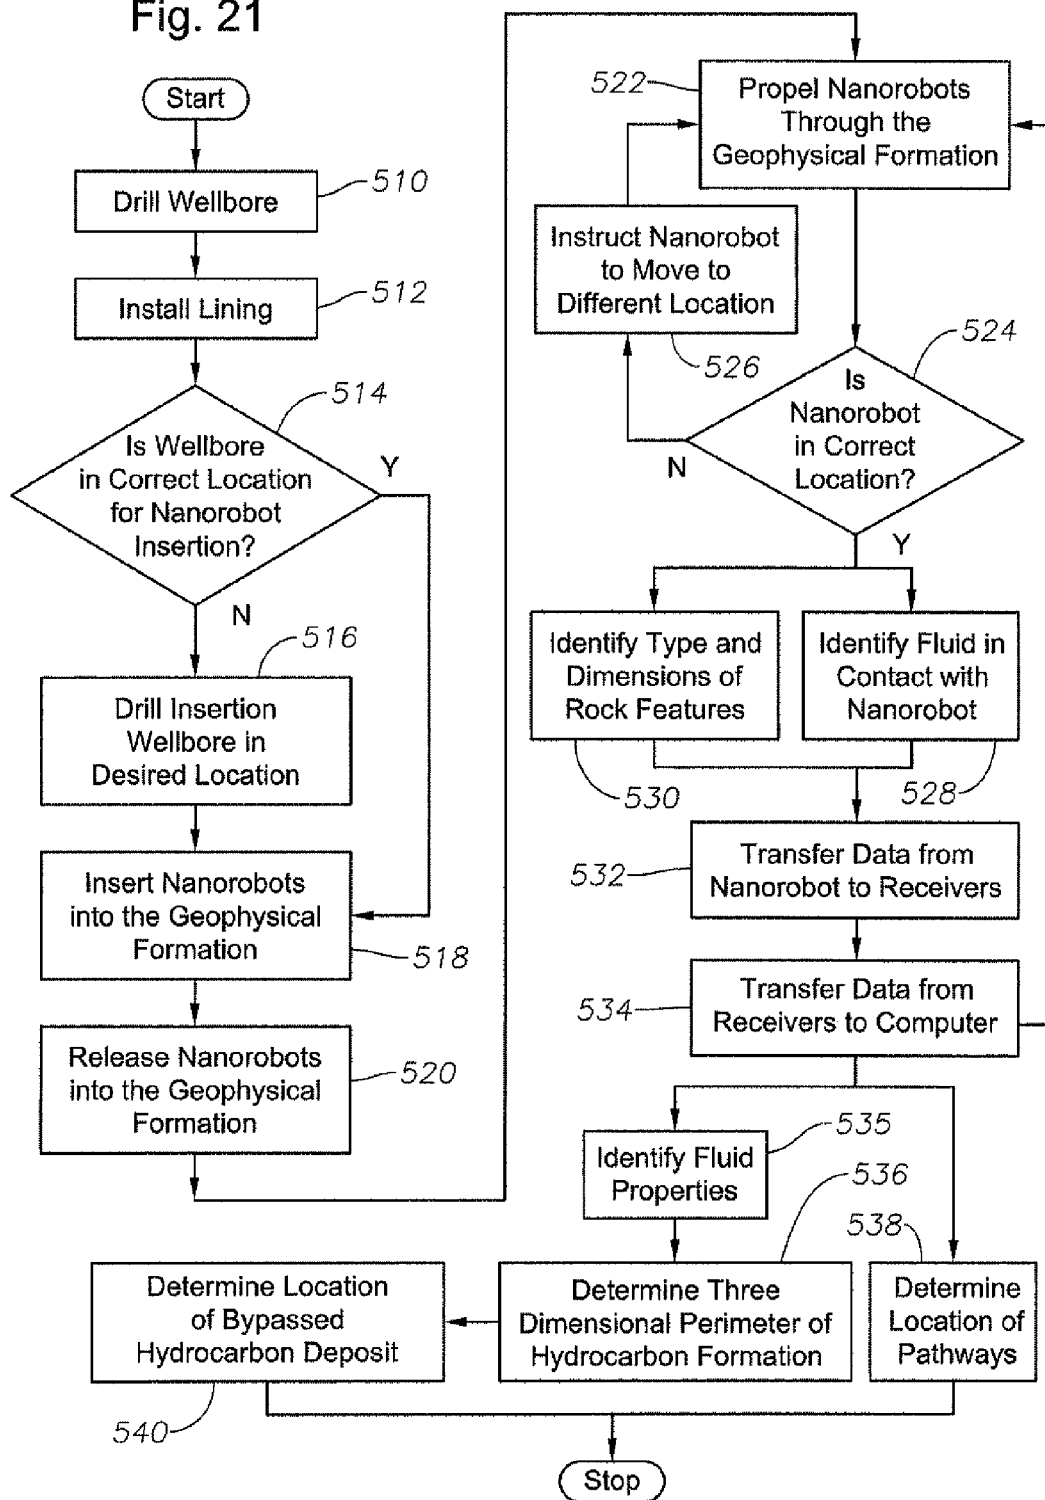 Fig. 21
Start
Drill Wellbore
510
Install Lining
512
514
Is Wellbore
in Correct Location
for Nanorobot
Insertion?
Y
N
516
Drill Insertion
Wellbore in
Desired Location
Insert Nanorobots
into the Geophysical
Formation
518
Release Nanorobots
into the Geophysical
Formation
520
522
Propel Nanorobots
Through the
Geophysical Formation
Instruct Nanorobot
to Move to
Different Location
526
524
Is
Nanorobot
in Correct
Location?
N
Y
Identify Type and
Dimensions of
Rock Features
530
Identify Fluid in
Contact with
Nanorobot
528
532
Transfer Data from
Nanorobot to Receivers
534
Transfer Data from
Receivers to Computer
535
Identify Fluid
Properties
536
Determine Three
Dimensional Perimeter of
Hydrocarbon Formation
538
Determine
Location of
Pathways
Determine Location
of Bypassed
Hydrocarbon Deposit
540
Stop